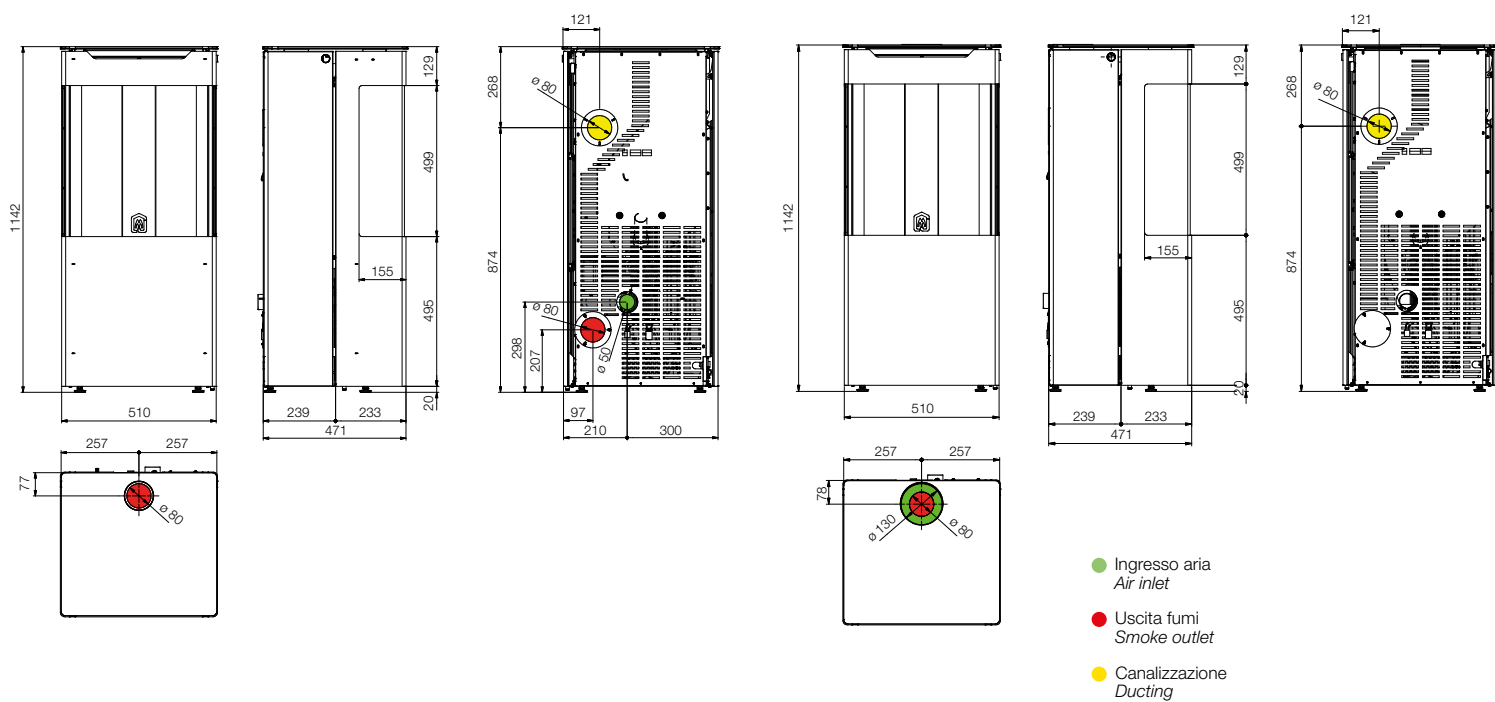 121
268
874
ø 80
ø 80
ø 50
298
207
97
210
300
1142
510
129
499
155
495
20
239
233
471
257
257
77
ø 80
1142
510
129
499
155
495
20
239
233
471
121
268
874
ø 80
257
257
78
ø 130
ø 80
Ingresso aria
Air inlet
Uscita fumi
Smoke outlet
Canalizzazione
Ducting